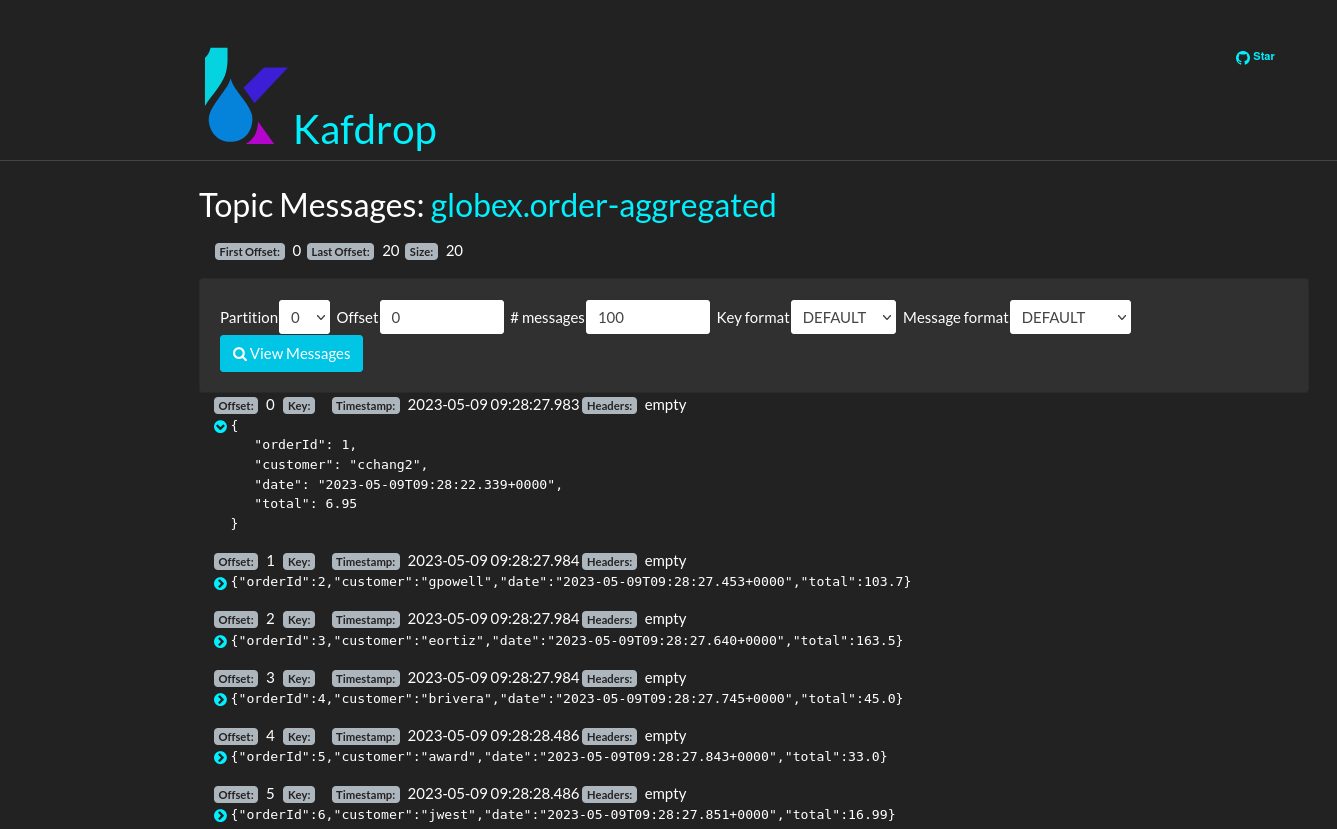 Star
Kafdrop
Topic Messages: globex.order-aggregated
First Offset: 0 Last Offset: 20 Size: 20
Partition 0 Offset 0 # messages 100 Key format DEFAULT Message format DEFAULT
View Messages
Offset: 0 Key: Timestamp: 2023-05-09 09:28:27.983 Headers: empty
{
"orderId": 1,
"customer": "cchang2",
"date": "2023-05-09T09:28:22.339+0000",
"total": 6.95
}
Offset: 1 Key: Timestamp: 2023-05-09 09:28:27.984 Headers: empty
{"orderId":2,"customer":"gpowell","date":"2023-05-09T09:28:27.453+0000","total":103.7}
Offset: 2 Key: Timestamp: 2023-05-09 09:28:27.984 Headers: empty
{"orderId":3,"customer":"eortiz","date":"2023-05-09T09:28:27.640+0000","total":163.5}
Offset: 3 Key: Timestamp: 2023-05-09 09:28:27.984 Headers: empty
{"orderId":4,"customer":"brivera","date":"2023-05-09T09:28:27.745+0000","total":45.0}
Offset: 4 Key: Timestamp: 2023-05-09 09:28:28.486 Headers: empty
{"orderId":5,"customer":"award","date":"2023-05-09T09:28:27.843+0000","total":33.0}
Offset: 5 Key: Timestamp: 2023-05-09 09:28:28.486 Headers: empty
{"orderId":6,"customer":"jwest","date":"2023-05-09T09:28:27.851+0000","total":16.99}